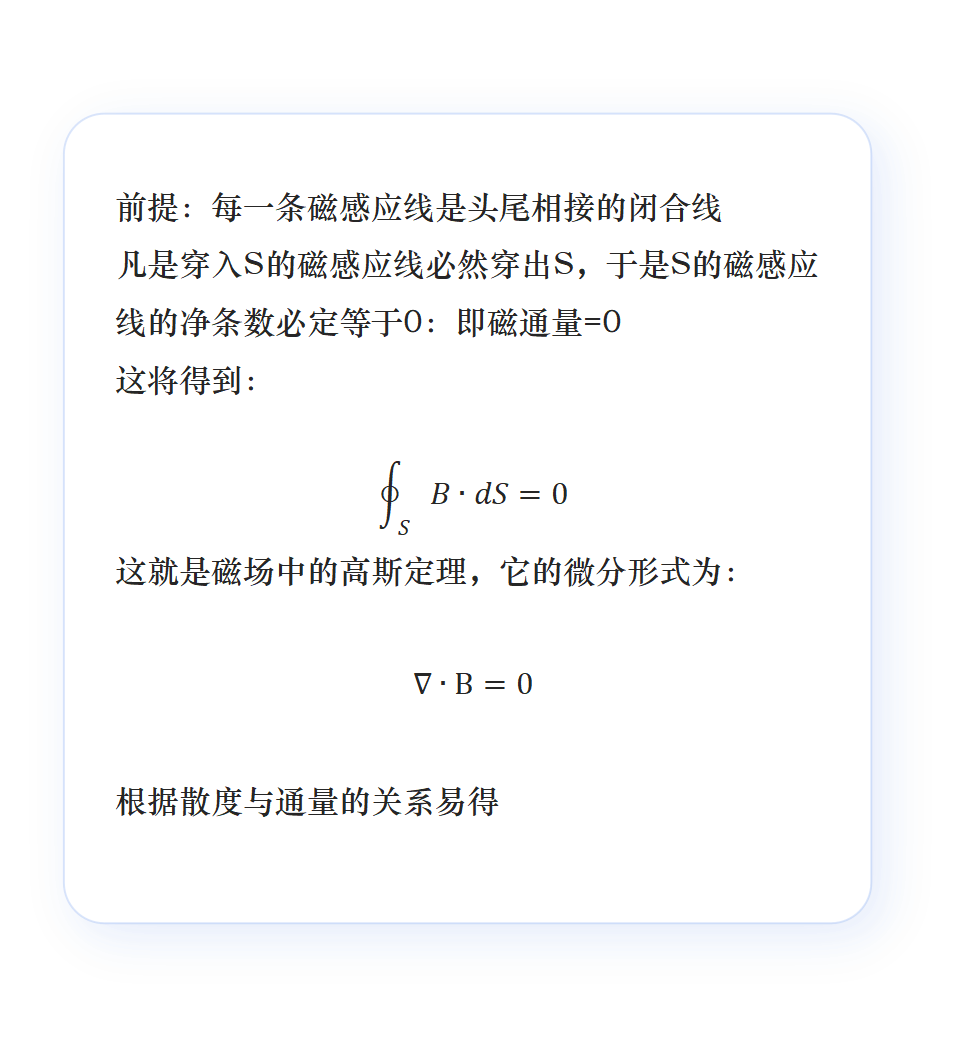 前提：每一条磁感应线是头尾相接的闭合线
凡是穿入S的磁感应线必然穿出S，于是S的磁感应
线的净条数必定等于0：即磁通量=0
这将得到：
∮_S B · dS = 0
这就是磁场中的高斯定理，它的微分形式为：
∇ · B = 0
根据散度与通量的关系易得